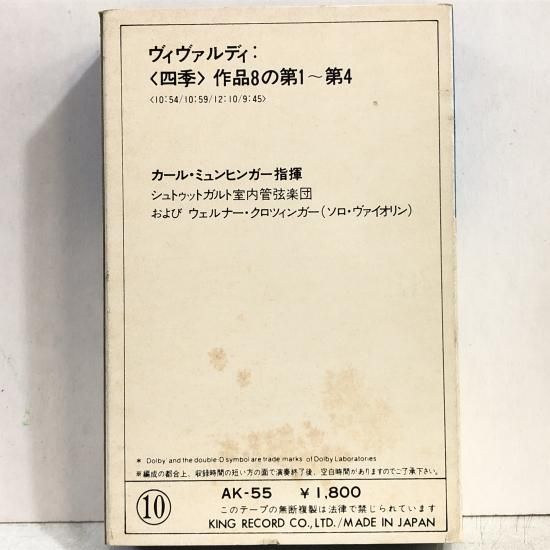 ヴィヴァルディ:
〈四季〉 作品8の第1〜第4
〈10:54/10:59/12:10/9:45〉
カール・ミュンヒンガー指揮
シュトゥットガルト室内管弦楽団
および ウェルナー・クロツィンガー(ソロ・ヴァイオリン)
* Dolby and the double-D symbol are trade marks of Dolby Laboratories
※編成の都合上、収録時間の短い方の面で演奏終了後、空白時間がありますのでご了承下さい。
⑩
AK-55 ¥1,800
このテープの無断複製は法律で禁じられています
KING RECORD CO.,LTD./MADE IN JAPAN